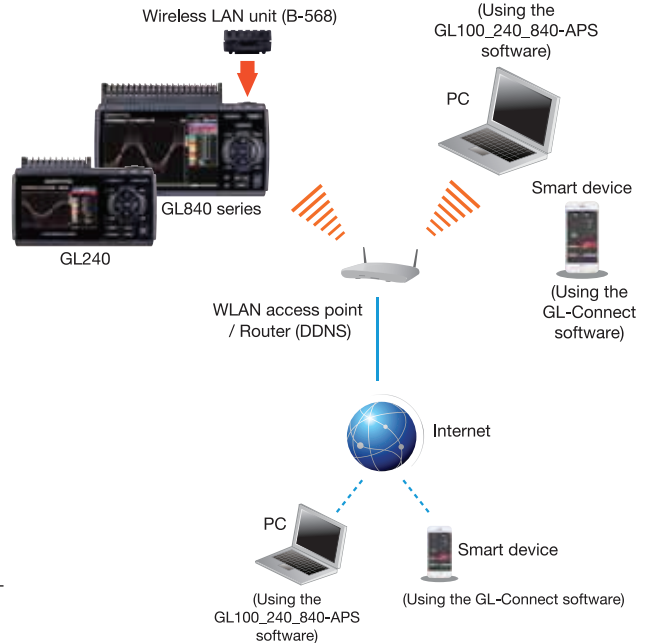 Wireless LAN unit (B-568)
(Using the
GL100_240_840-APS
software)
PC
Smart device
GL840 series
GL240
(Using the
GL-Connect
software)
WLAN access point
/ Router (DDNS)
Internet
PC
Smart device
(Using the
GL100_240_840-APS
software)
(Using the GL-Connect software)